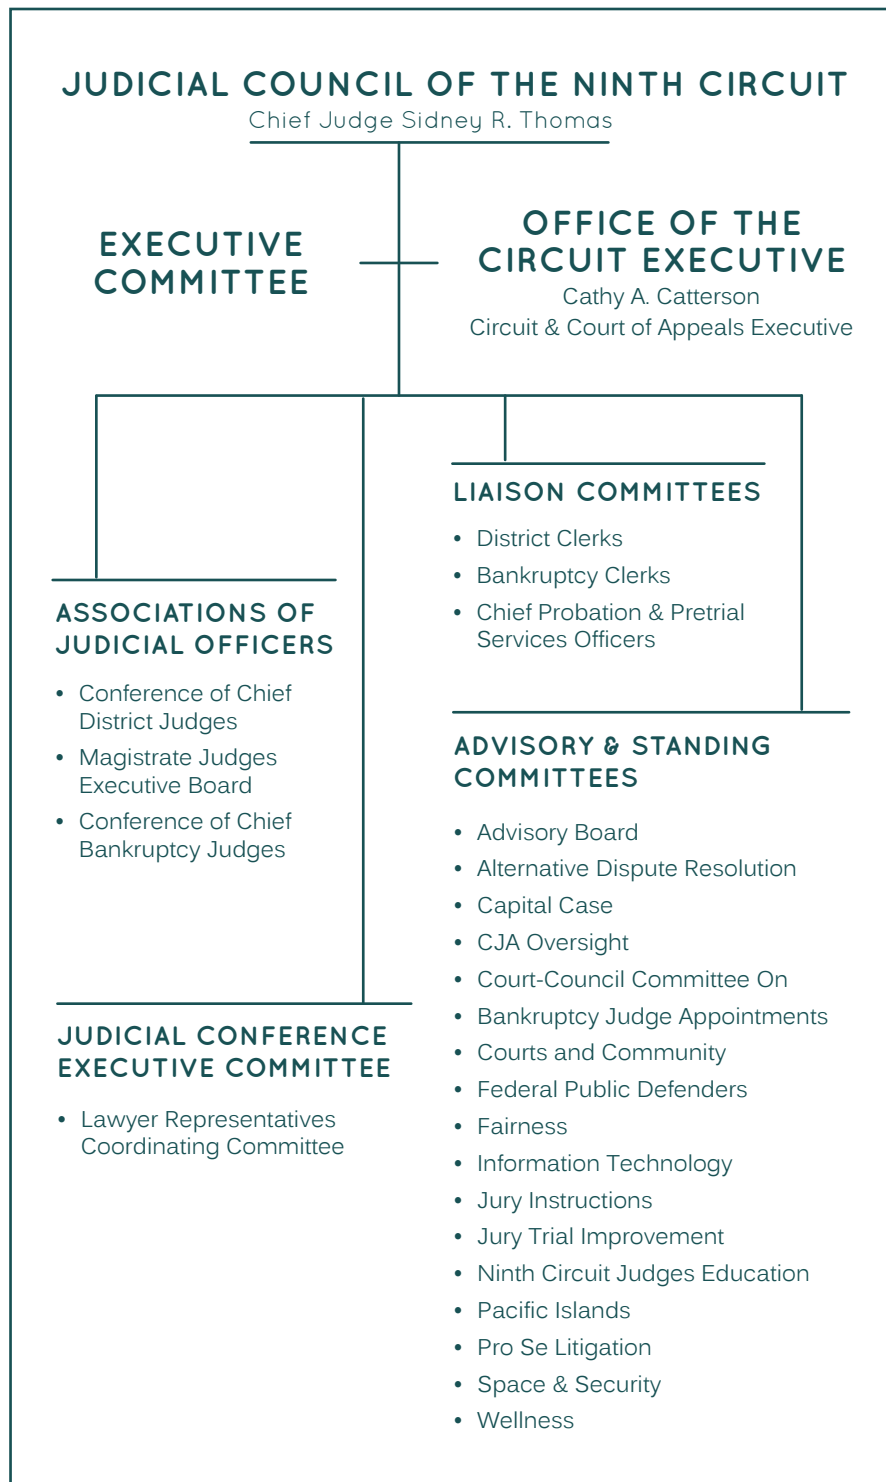 JUDICIAL COUNCIL OF THE NINTH CIRCUIT
Chief Judge Sidney R. Thomas
EXECUTIVE
COMMITTEE
OFFICE OF THE
CIRCUIT EXECUTIVE
Cathy A. Catterson
Circuit & Court of Appeals Executive
LIAISON COMMITTEES
• District Clerks
• Bankruptcy Clerks
• Chief Probation & Pretrial
Services Officers
ASSOCIATIONS OF
JUDICIAL OFFICERS
• Conference of Chief
District Judges
• Magistrate Judges
Executive Board
• Conference of Chief
Bankruptcy Judges
ADVISORY & STANDING
COMMITTEES
• Advisory Board
• Alternative Dispute Resolution
• Capital Case
• CJA Oversight
• Court-Council Committee On
• Bankruptcy Judge Appointments
• Courts and Community
• Federal Public Defenders
• Fairness
• Information Technology
• Jury Instructions
• Jury Trial Improvement
• Ninth Circuit Judges Education
• Pacific Islands
• Pro Se Litigation
• Space & Security
• Wellness
JUDICIAL CONFERENCE
EXECUTIVE COMMITTEE
• Lawyer Representatives
Coordinating Committee